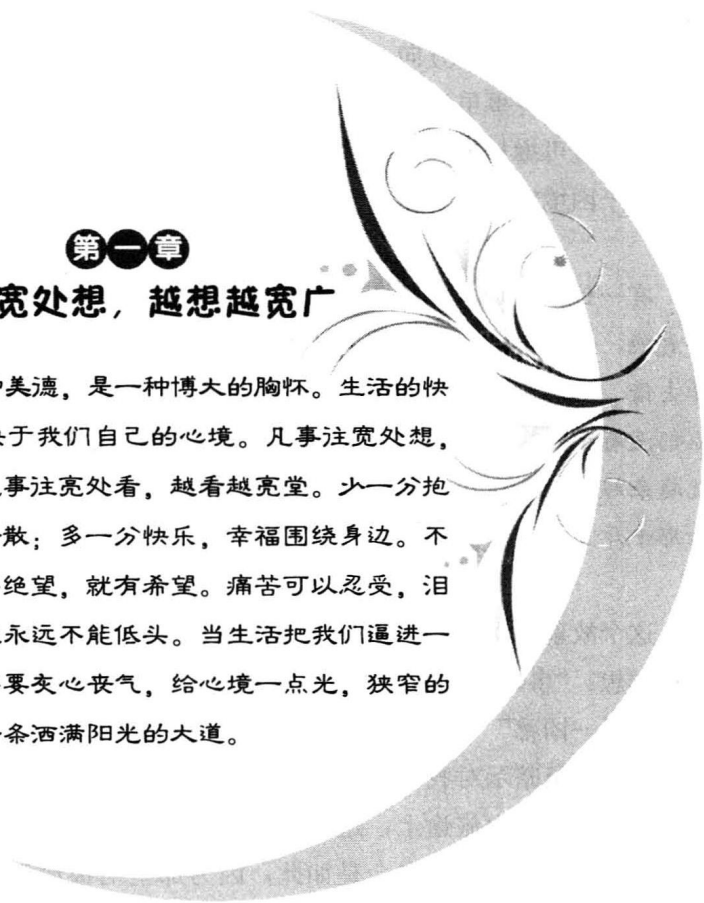 第一章
宽处想，越想越宽广
美德，是一种博大的胸怀。生活的快
于我们自己的心境。凡事往宽处想，
事往亮处看，越看越亮堂。少一分抱
散；多一分快乐，幸福围绕身边。不
绝望，就有希望。痛苦可以忍受，泪
永远不能低头。当生活把我们逼进一
要灰心丧气，给心境一点光，狭窄的
条洒满阳光的大道。